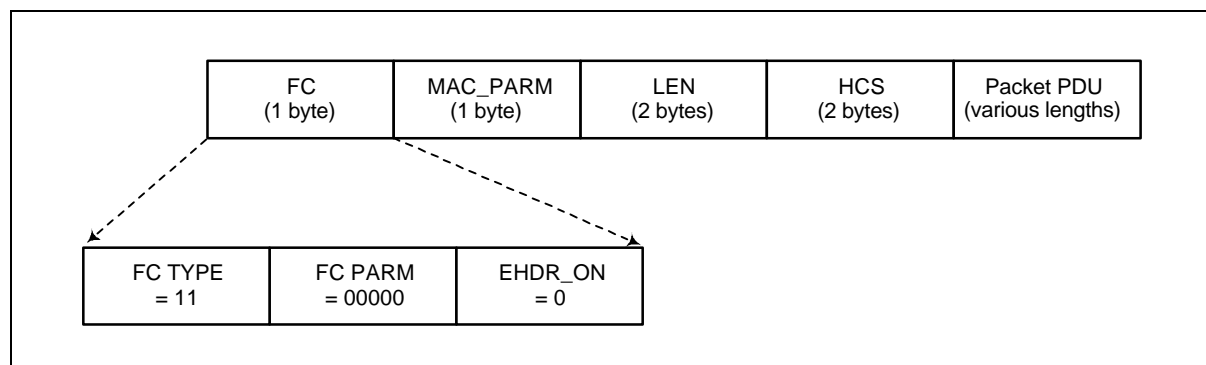 FC
(1 byte)
MAC_PARM
(1 byte)
LEN
(2 bytes)
HCS
(2 bytes)
Packet PDU
(various lengths)
FC TYPE
= 11
FC PARM
= 00000
EHDR_ON
= 0